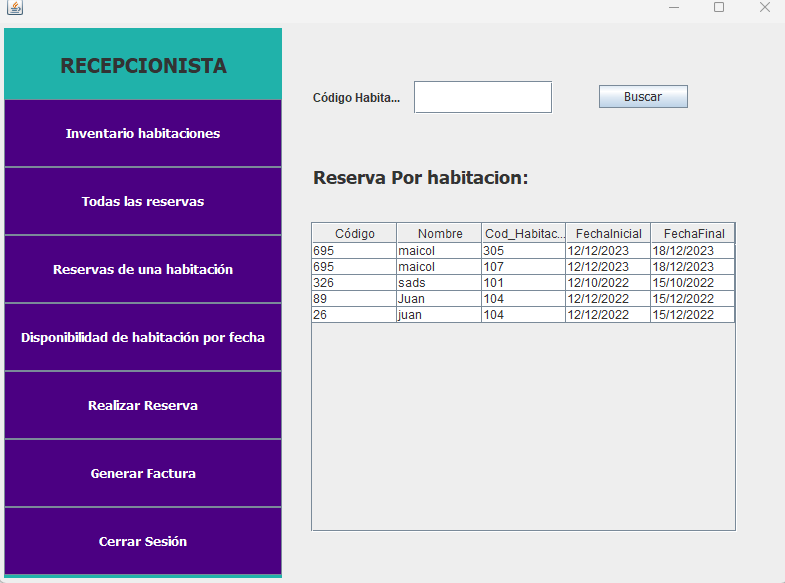 RECEPCIONISTA
Inventario habitaciones
Todas las reservas
Reservas de una habitación
Disponibilidad de habitación por fecha
Realizar Reserva
Generar Factura
Cerrar Sesión
Código Habita... Buscar
Reserva Por habitacion:
Código Nombre Cod_Habitac... FechaInicial FechaFinal
695 maicol 305 12/12/2023 18/12/2023
695 maicol 107 12/12/2023 18/12/2023
326 sads 101 12/10/2022 15/10/2022
89 Juan 104 12/12/2022 15/12/2022
26 juan 104 12/12/2022 15/12/2022